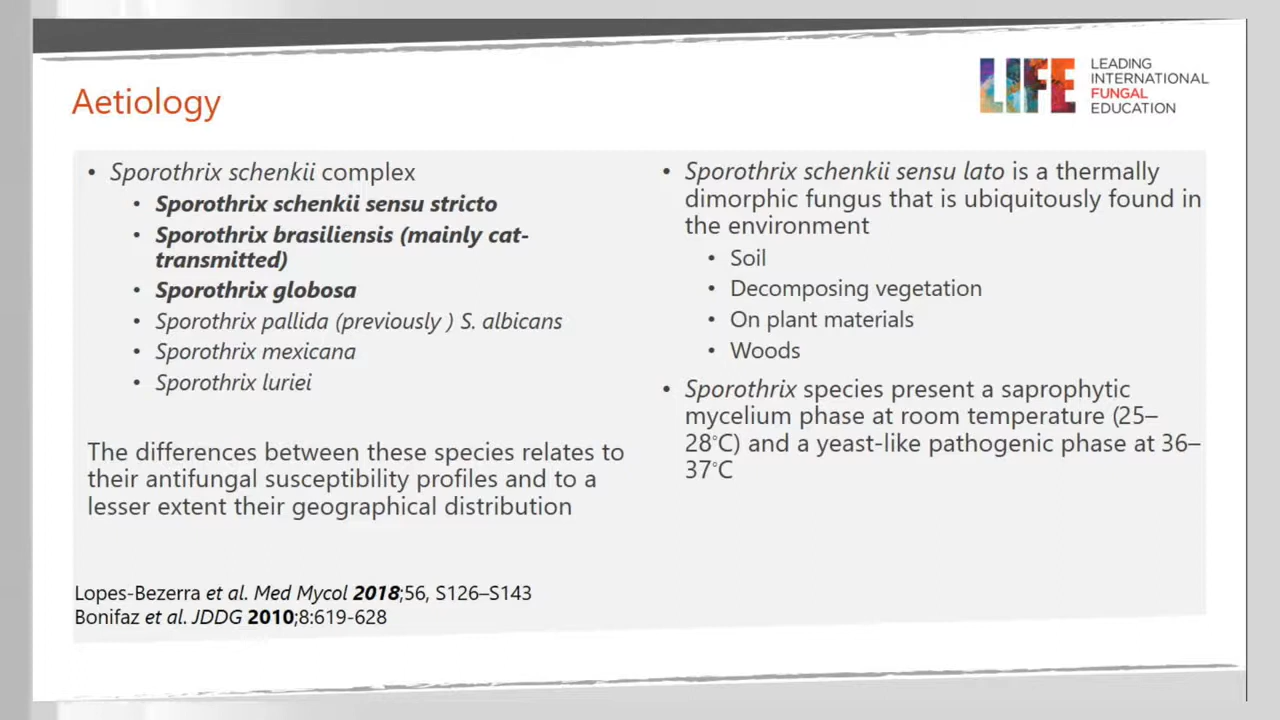 Aetiology
LIFE
LEADING
INTERNATIONAL
FUNGAL
EDUCATION
• Sporothrix schenkii complex
• Sporothrix schenkii sensu stricto
• Sporothrix brasiliensis (mainly cat-
transmitted)
• Sporothrix globosa
• Sporothrix pallida (previously ) S. albicans
• Sporothrix mexicana
• Sporothrix luriei
The differences between these species relates to
their antifungal susceptibility profiles and to a
lesser extent their geographical distribution
• Sporothrix schenkii sensu lato is a thermally
dimorphic fungus that is ubiquitously found in
the environment
• Soil
• Decomposing vegetation
• On plant materials
• Woods
• Sporothrix species present a saprophytic
mycelium phase at room temperature (25–
28°C) and a yeast-like pathogenic phase at 36–
37°C
Lopes-Bezerra et al. Med Mycol 2018;56, S126–S143
Bonifaz et al. JDDG 2010;8:619-628